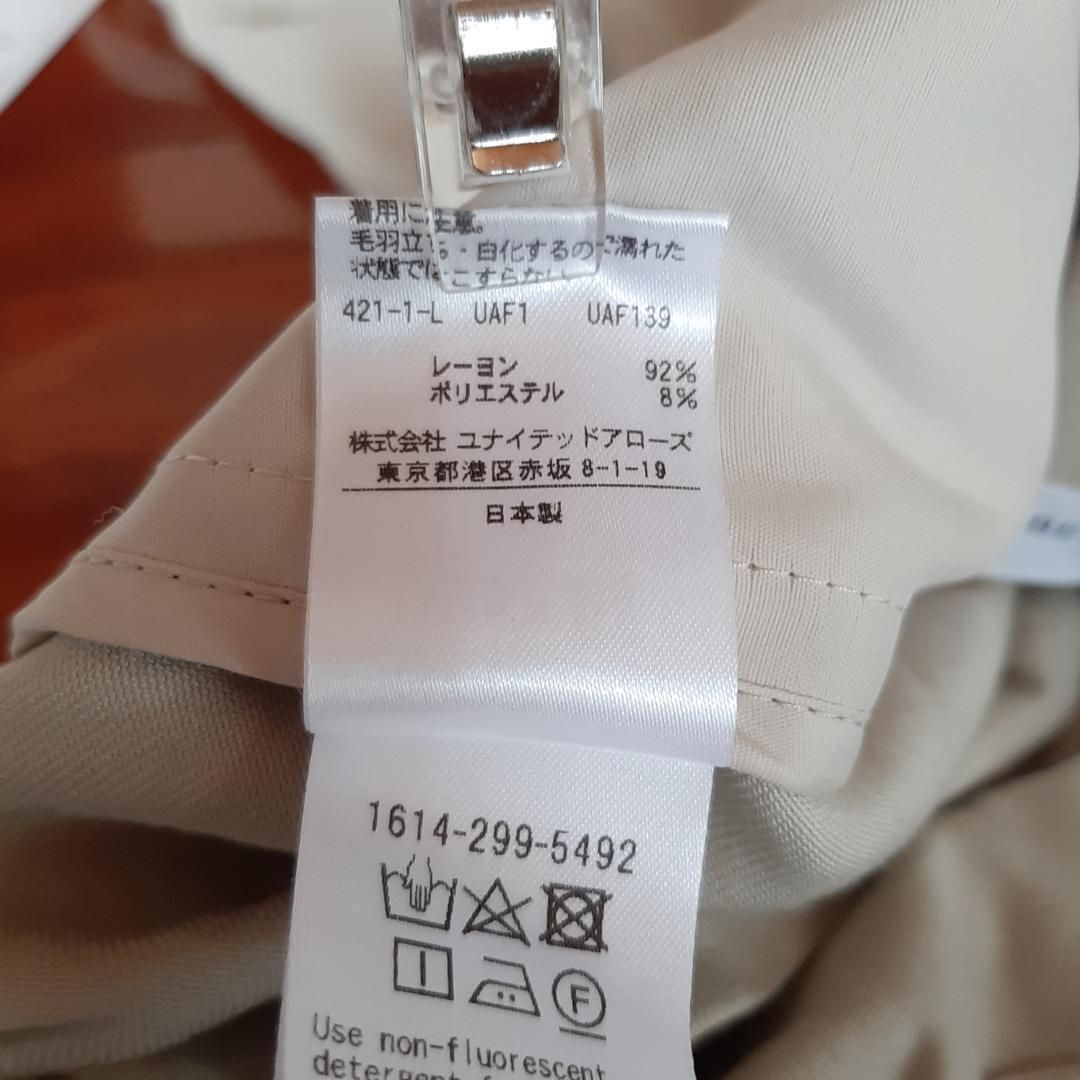 着用に注意。
毛羽立ち・白化するので濡れた
状態ではこすらない
421-1-L UAF1 UAF139
レーヨン 92%
ポリエステル 8%
株式会社 ユナイテッドアローズ
東京都港区赤坂 8-1-19
日本製
1614-299-5492
F
Use non-fluorescent
detergent